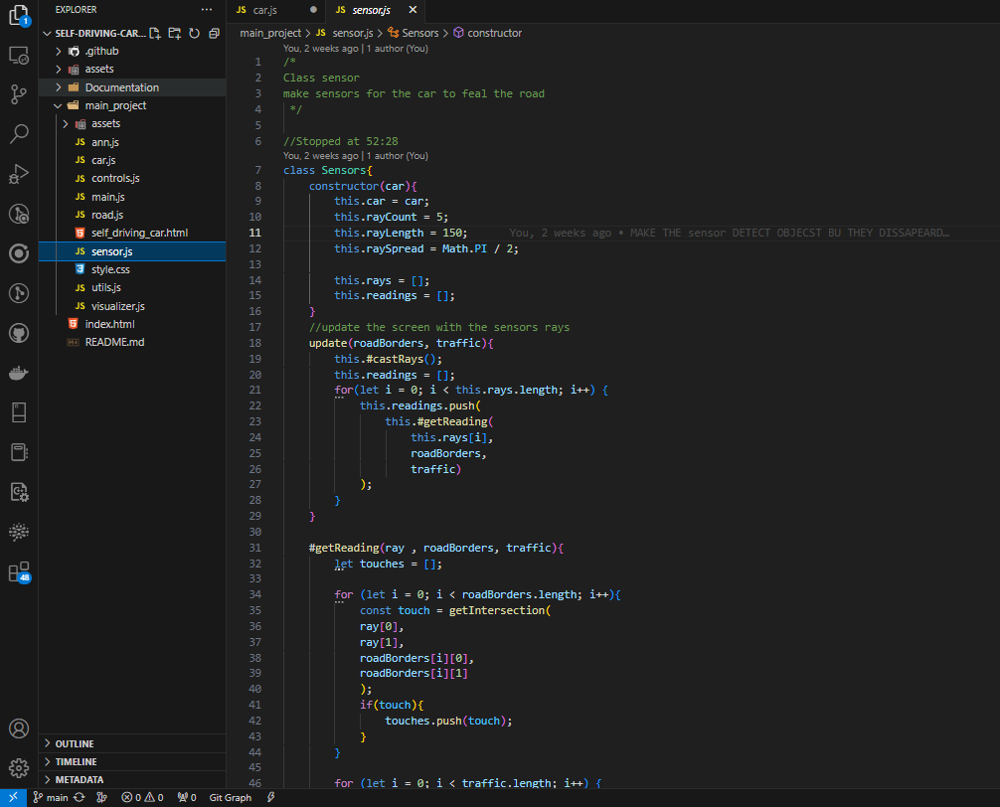 EXPLORER
···
JS car.js
JS sensor.js
1
SELF-DRIVING-CAR...
main_project > JS sensor.js > Sensors > constructor
.github
assets
Documentation
main_project
assets
JS ann.js
JS car.js
JS controls.js
JS main.js
JS road.js
self_driving_car.html
JS sensor.js
style.css
JS utils.js
JS visualizer.js
index.html
README.md
48
OUTLINE
TIMELINE
METADATA
You, 2 weeks ago | 1 author (You)
1 /*
2 Class sensor
3 make sensors for the car to feal the road
4 */
5
6 //Stopped at 52:28
You, 2 weeks ago | 1 author (You)
7 class Sensors{
8 constructor(car){
9 this.car = car;
10 this.rayCount = 5;
11 this.rayLength = 150; You, 2 weeks ago • MAKE THE sensor DETECT OBJECST BU THEY DISSAPEARD…
12 this.raySpread = Math.PI / 2;
13
14 this.rays = [];
15 this.readings = [];
16 }
17 //update the screen with the sensors rays
18 update(roadBorders, traffic){
19 this.#castRays();
20 this.readings = [];
21 for(let i = 0; i < this.rays.length; i++) {
22 this.readings.push(
23 this.#getReading(
24 this.rays[i],
25 roadBorders,
26 traffic)
27 );
28 }
29 }
30
31 #getReading(ray , roadBorders, traffic){
32 let touches = [];
33
34 for (let i = 0; i < roadBorders.length; i++){
35 const touch = getIntersection(
36 ray[0],
37 ray[1],
38 roadBorders[i][0],
39 roadBorders[i][1]
40 );
41 if(touch){
42 touches.push(touch);
43 }
44 }
45
46 for (let i = 0; i < traffic.length; i++) {
main 0 0 0 Git Graph